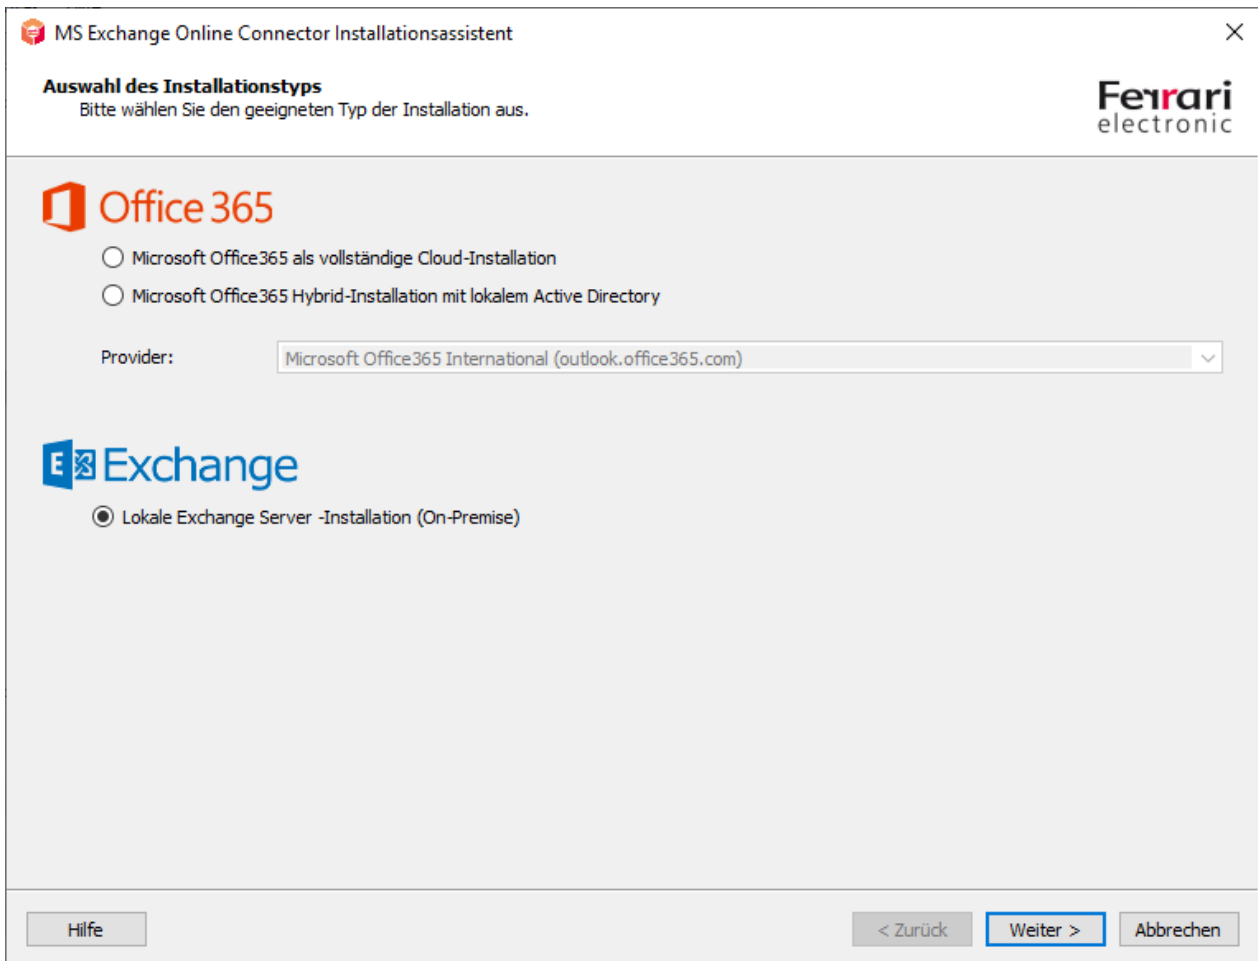 MS Exchange Online Connector Installationsassistent
Auswahl des Installationstyps
Bitte wählen Sie den geeigneten Typ der Installation aus.
Ferrari
electronic
Office 365
Microsoft Office365 als vollständige Cloud-Installation
Microsoft Office365 Hybrid-Installation mit lokalem Active Directory
Provider: Microsoft Office365 International (outlook.office365.com)
E Exchange
Lokale Exchange Server -Installation (On-Premise)
Hilfe < Zurück Weiter > Abbrechen